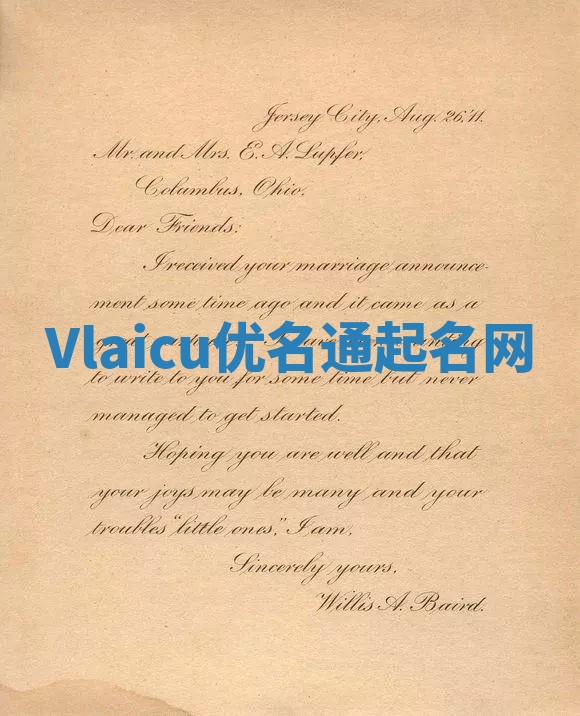 Jersey City, Aug. 26,'11.
Mr. and Mrs. E. A. Lupfer,
Columbus, Ohio.
Dear Friends:
I received your marriage announce-
ment some time ago and it came as a
Vlaicu优名通起名网
to write to you for some time but never
managed to get started.
Hoping you are well and that
your joys may be many and your
troubles "little ones," I am,
Sincerely yours,
Willis A. Baird.